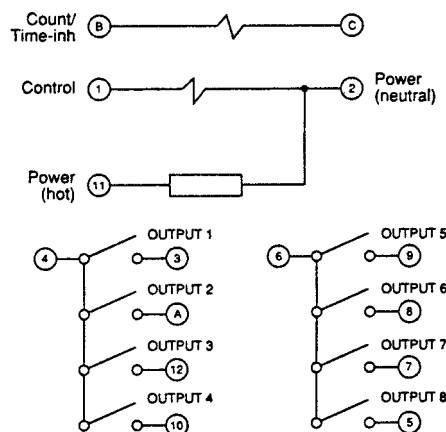 Count/
Time-inh
B
C
Control
1
2
Power
(neutral)
Power
(hot)
11
4
OUTPUT 1
3
OUTPUT 2
A
OUTPUT 3
12
OUTPUT 4
10
6
OUTPUT 5
9
OUTPUT 6
8
OUTPUT 7
7
OUTPUT 8
5